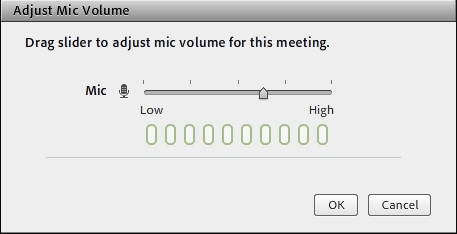 Adjust Mic Volume
Drag slider to adjust mic volume for this meeting.
Mic
Low High
OK Cancel